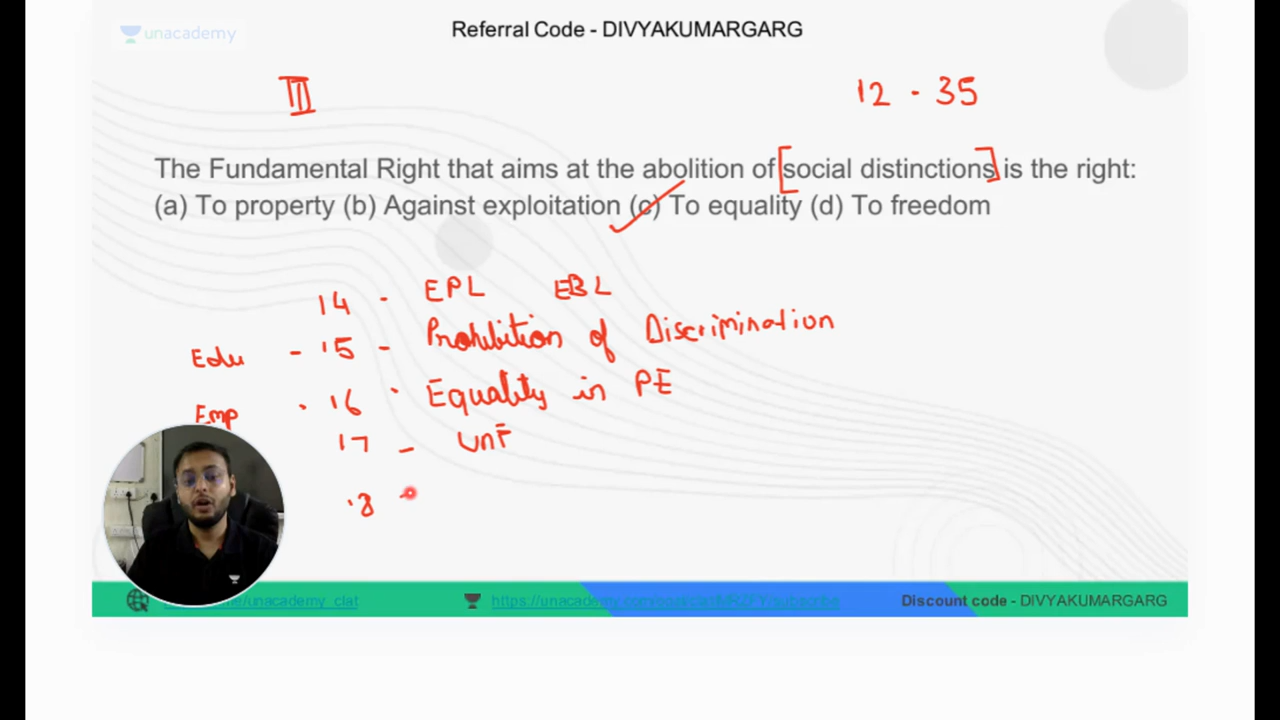 unacademy
Referral Code - DIVYAKUMARGARG
III 12 - 35
The Fundamental Right that aims at the abolition of [social distinctions] is the right:
(a) To property (b) Against exploitation (c) To equality (d) To freedom
14 - EPL EBL
Edu - 15 - Prohibition of Discrimination
Emp - 16 - Equality in PE
17 - UnF
18 -
/unacademy_clat
Discount code - DIVYAKUMARGARG